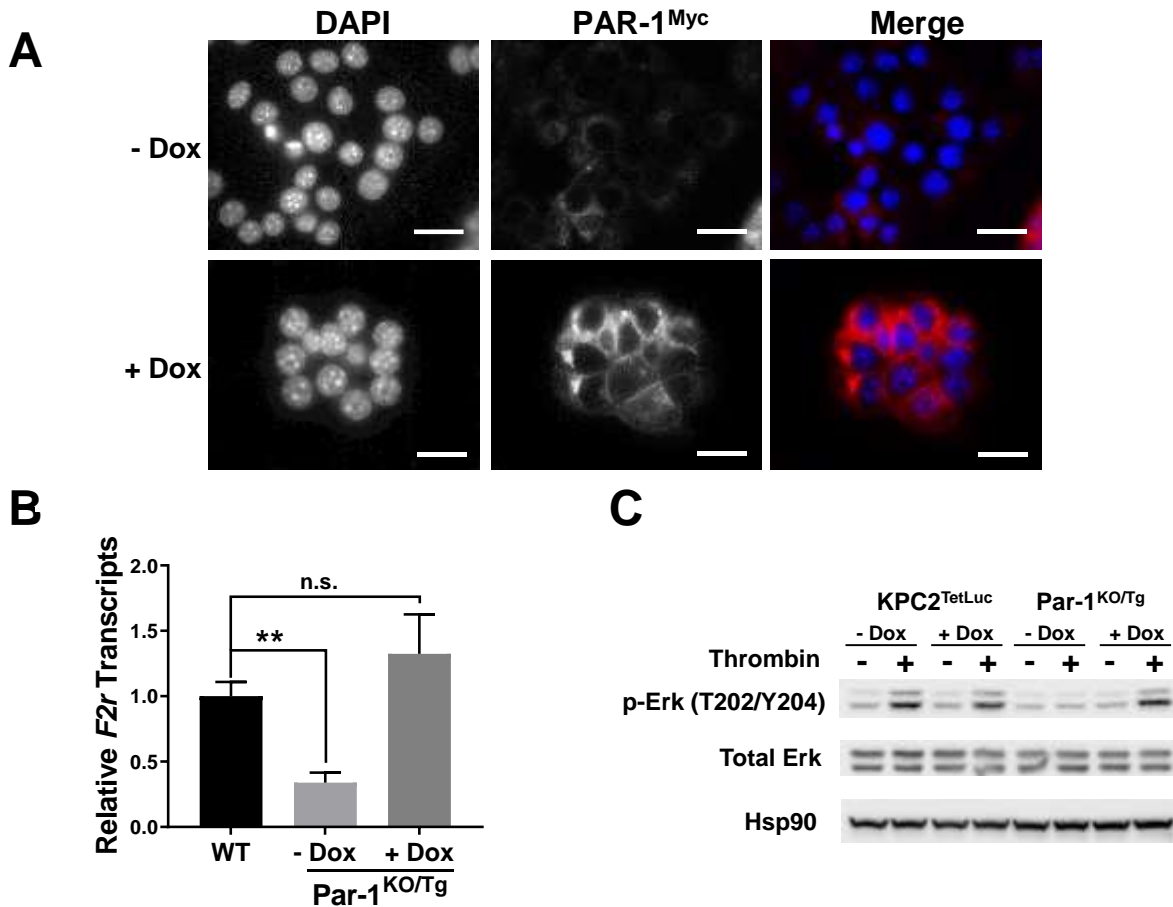 A
DAPI PAR-1Myc Merge
- Dox
+ Dox
B
Relative F2r Transcripts
2.0
1.5
1.0
0.5
0.0
n.s.
**
WT - Dox + Dox
Par-1KO/Tg
C
KPC2TetLuc Par-1KO/Tg
- Dox + Dox - Dox + Dox
Thrombin - + - + - + - +
p-Erk (T202/Y204)
Total Erk
Hsp90